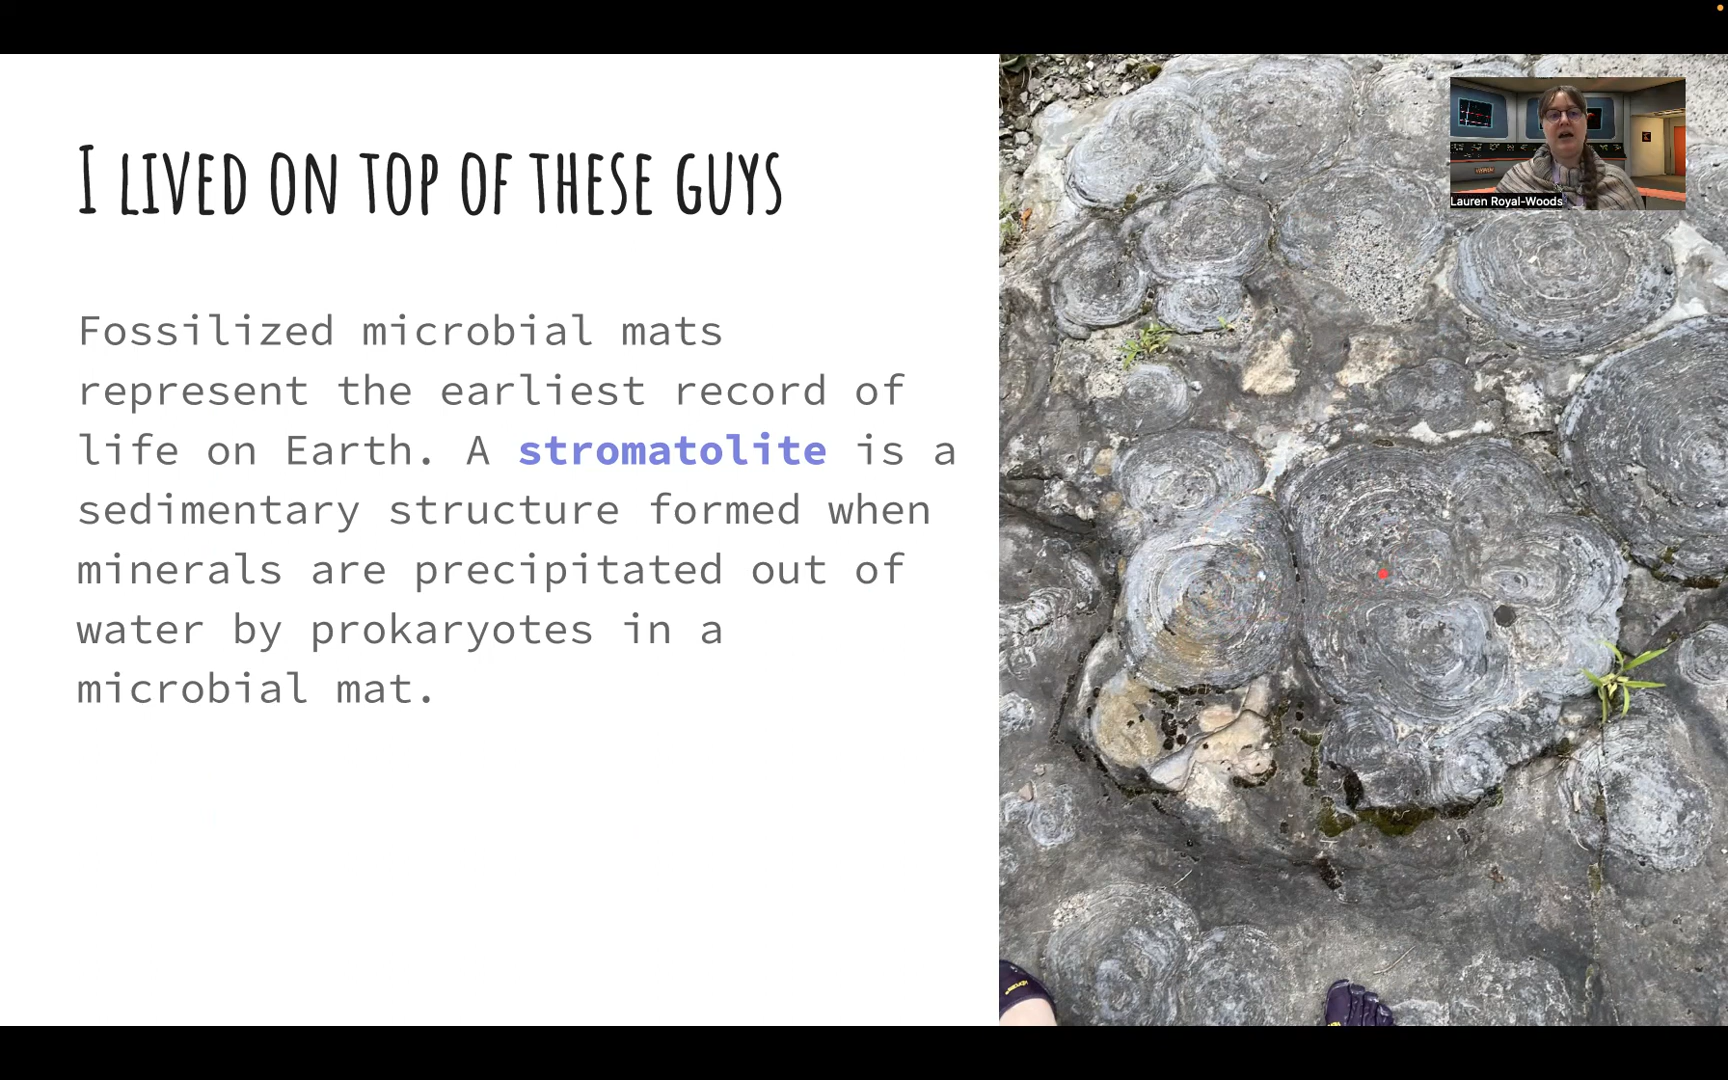 I LIVED ON TOP OF THESE GUYS
Fossilized microbial mats
represent the earliest record of
life on Earth. A stromatolite is a
sedimentary structure formed when
minerals are precipitated out of
water by prokaryotes in a
microbial mat.
Lauren Royal-Woods